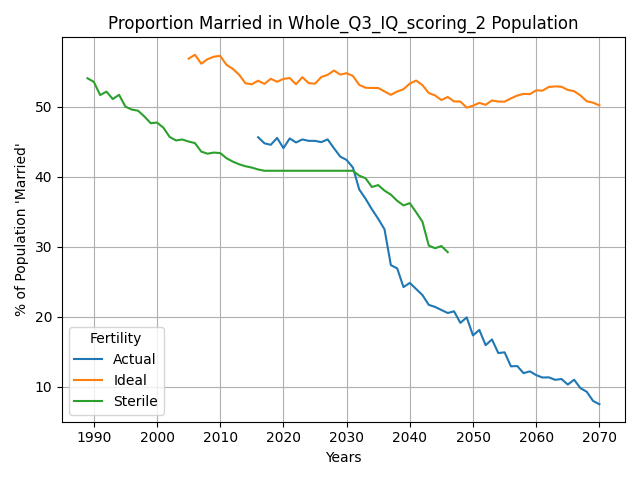 Proportion Married in Whole_Q3_IQ_scoring_2 Population
% of Population 'Married'
50
40
30
20
10
Fertility
Actual
Ideal
Sterile
1990 2000 2010 2020 2030 2040 2050 2060 2070
Years